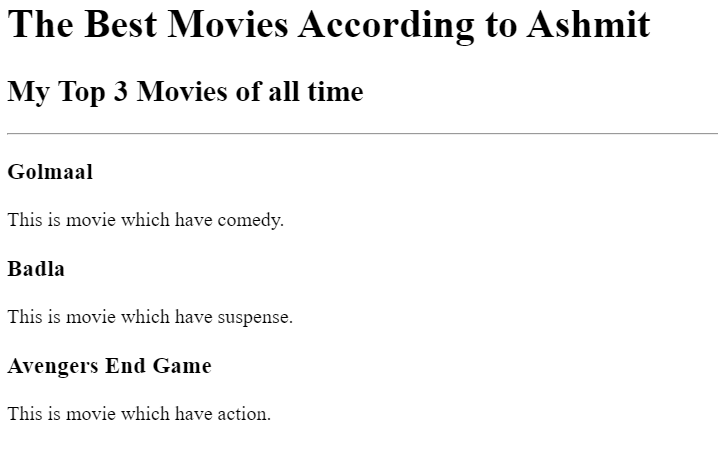 The Best Movies According to Ashmit
My Top 3 Movies of all time
Golmaal
This is movie which have comedy.
Badla
This is movie which have suspense.
Avengers End Game
This is movie which have action.